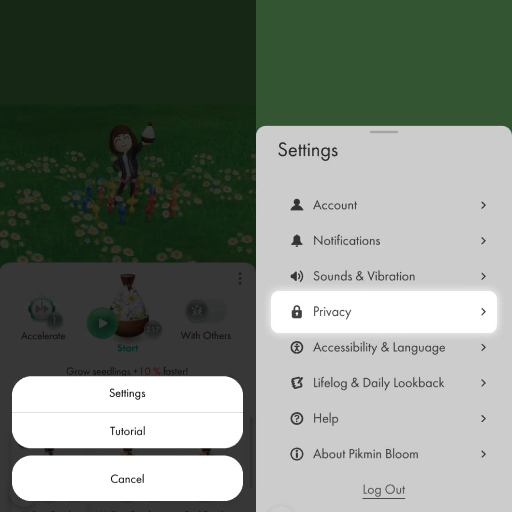 Accelerate
Start
With Others
Grow seedlings +10 % faster!
Settings
Tutorial
Cancel
Settings
Account
Notifications
Sounds & Vibration
Privacy
Accessibility & Language
Lifelog & Daily Lookback
Help
About Pikmin Bloom
Log Out